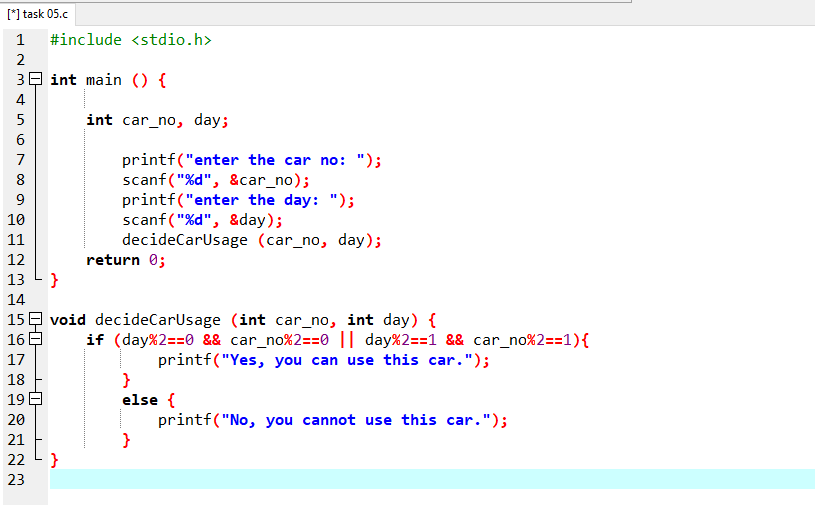 [*] task 05.c
1 #include <stdio.h>
2
3 int main () {
4
5 int car_no, day;
6
7 printf("enter the car no: ");
8 scanf("%d", &car_no);
9 printf("enter the day: ");
10 scanf("%d", &day);
11 decideCarUsage (car_no, day);
12 return 0;
13 }
14
15 void decideCarUsage (int car_no, int day) {
16 if (day%2==0 && car_no%2==0 || day%2==1 && car_no%2==1){
17 printf("Yes, you can use this car.");
18 }
19 else {
20 printf("No, you cannot use this car.");
21 }
22 }
23